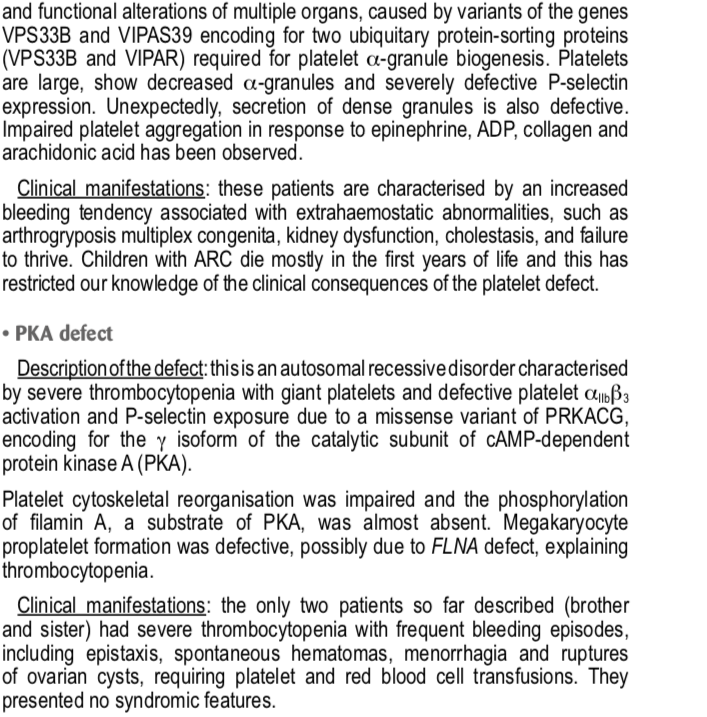 and functional alterations of multiple organs, caused by variants of the genes
VPS33B and VIPAS39 encoding for two ubiquitary protein-sorting proteins
(VPS33B and VIPAR) required for platelet α-granule biogenesis. Platelets
are large, show decreased α-granules and severely defective P-selectin
expression. Unexpectedly, secretion of dense granules is also defective.
Impaired platelet aggregation in response to epinephrine, ADP, collagen and
arachidonic acid has been observed.
Clinical manifestations: these patients are characterised by an increased
bleeding tendency associated with extrahaemostatic abnormalities, such as
arthrogryposis multiplex congenita, kidney dysfunction, cholestasis, and failure
to thrive. Children with ARC die mostly in the first years of life and this has
restricted our knowledge of the clinical consequences of the platelet defect.
• PKA defect
Description of the defect: this is an autosomal recessive disorder characterised
by severe thrombocytopenia with giant platelets and defective platelet αIIbβ3
activation and P-selectin exposure due to a missense variant of PRKACG,
encoding for the γ isoform of the catalytic subunit of cAMP-dependent
protein kinase A (PKA).
Platelet cytoskeletal reorganisation was impaired and the phosphorylation
of filamin A, a substrate of PKA, was almost absent. Megakaryocyte
proplatelet formation was defective, possibly due to FLNA defect, explaining
thrombocytopenia.
Clinical manifestations: the only two patients so far described (brother
and sister) had severe thrombocytopenia with frequent bleeding episodes,
including epistaxis, spontaneous hematomas, menorrhagia and ruptures
of ovarian cysts, requiring platelet and red blood cell transfusions. They
presented no syndromic features.